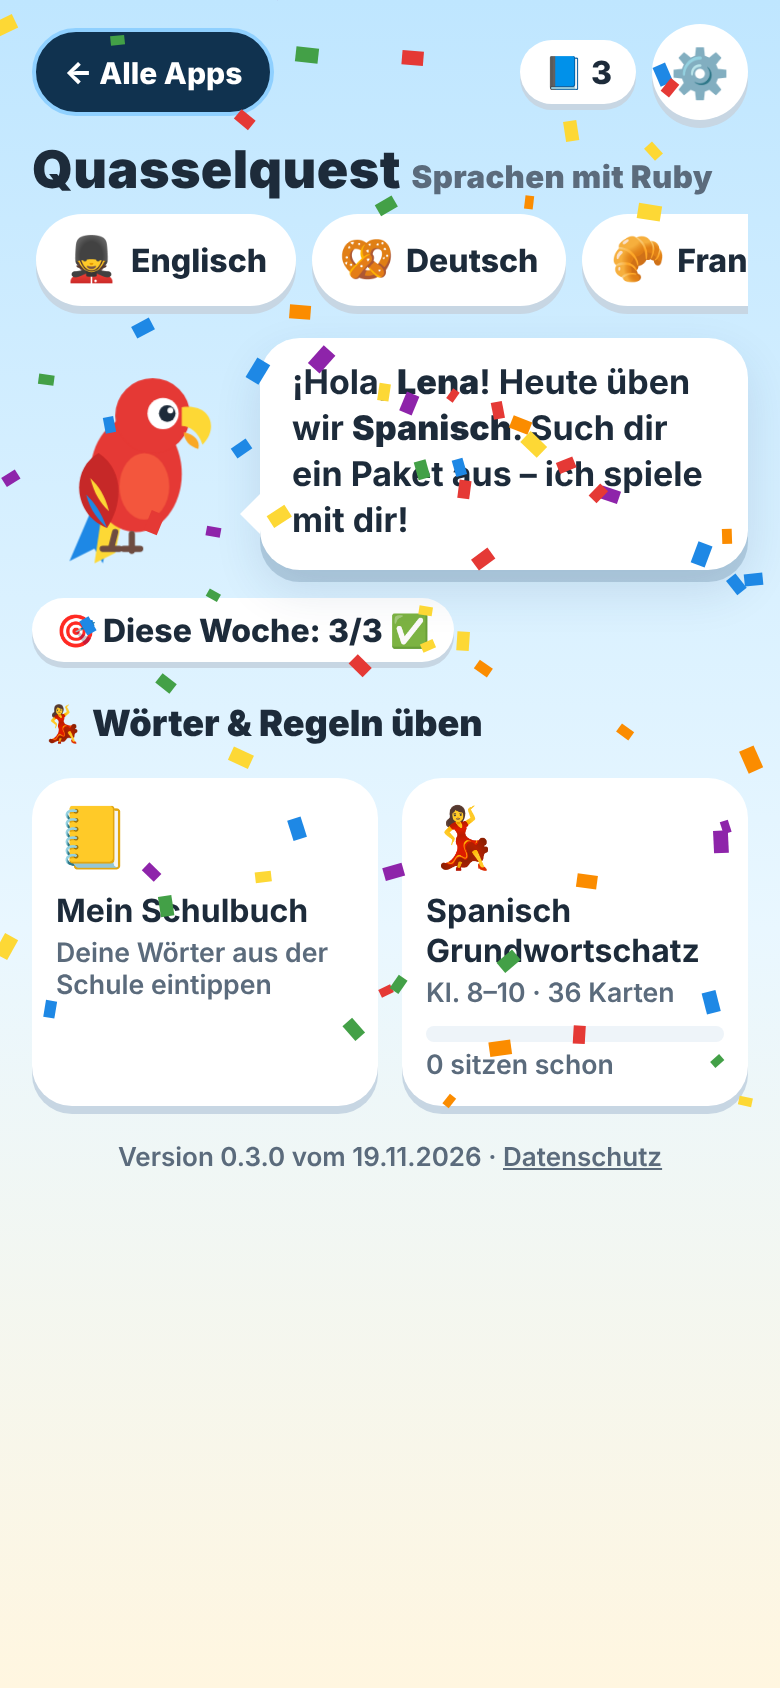 ← Alle Apps
📘 3
Quasselquest Sprachen mit Ruby
Englisch
Deutsch
Fran
¡Hola, Lena! Heute üben
wir Spanisch. Such dir
ein Paket aus – ich spiele
mit dir!
Diese Woche: 3/3 ✅
Wörter & Regeln üben
Mein Schulbuch
Deine Wörter aus der
Schule eintippen
Spanisch
Grundwortschatz
Kl. 8–10 · 36 Karten
0 sitzen schon
Version 0.3.0 vom 19.11.2026 · Datenschutz